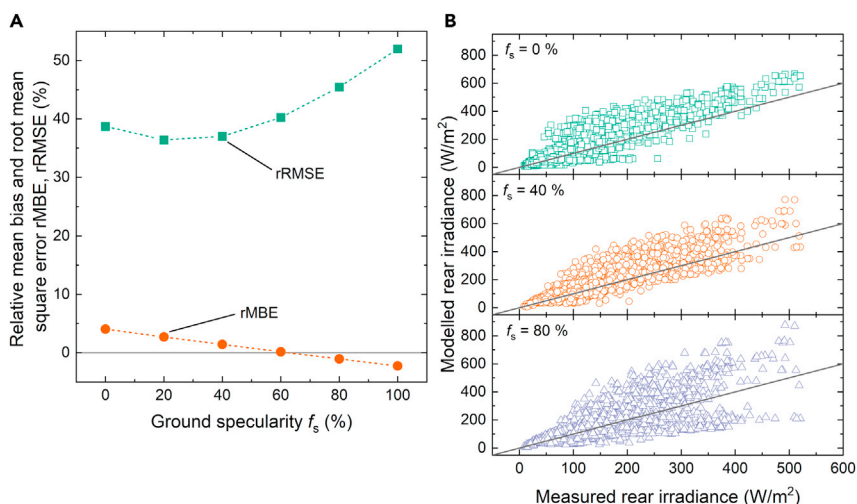 A
Relative mean bias and root mean
square error rMBE, rRMSE (%)
50
40
30
20
10
0
rRMSE
rMBE
0 20 40 60 80 100
Ground specularity fs (%)
B
Modelled rear irradiance (W/m²)
fs = 0 %
800
600
400
200
0
fs = 40 %
800
600
400
200
0
fs = 80 %
800
600
400
200
0
0 100 200 300 400 500 600
Measured rear irradiance (W/m²)